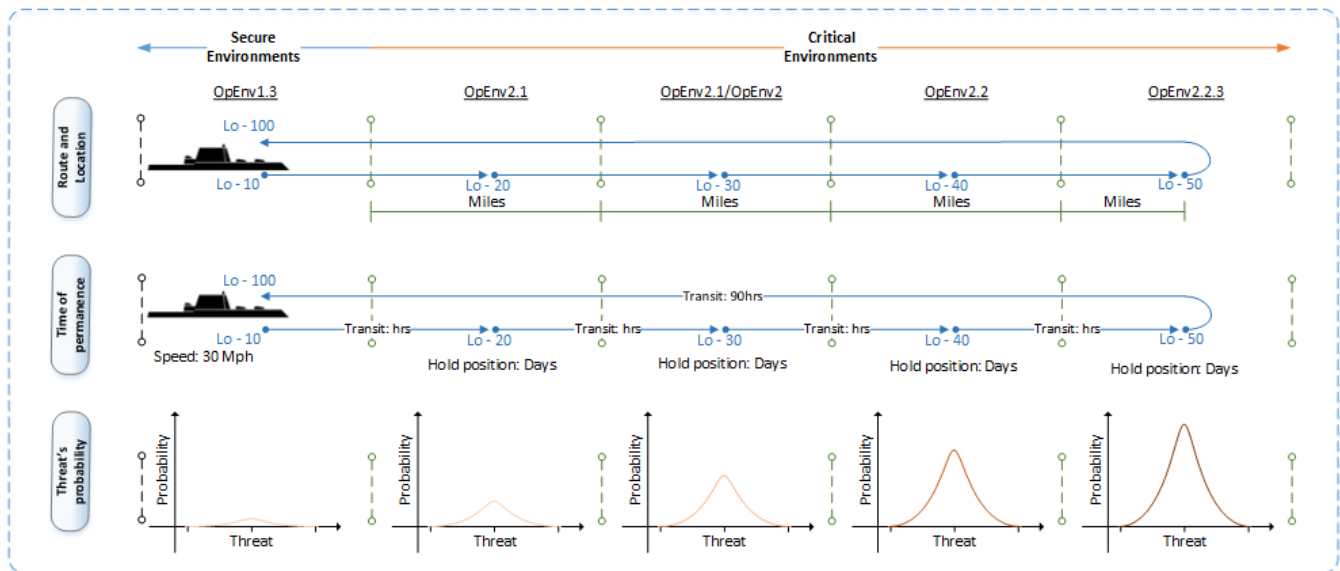 Secure
Environments
Critical
Environments
OpEnv1.3
OpEnv2.1
OpEnv2.1/OpEnv2
OpEnv2.2
OpEnv2.2.3
Route and
Location
Lo - 100
Lo - 10
Lo - 20
Lo - 30
Lo - 40
Lo - 50
Miles
Miles
Miles
Miles
Time of
permanence
Lo - 100
Transit: 90hrs
Transit: hrs
Transit: hrs
Transit: hrs
Transit: hrs
Lo - 10
Lo - 20
Lo - 30
Lo - 40
Lo - 50
Speed: 30 Mph
Hold position: Days
Hold position: Days
Hold position: Days
Hold position: Days
Threat's
probability
Probability
Threat
Probability
Threat
Probability
Threat
Probability
Threat
Probability
Threat